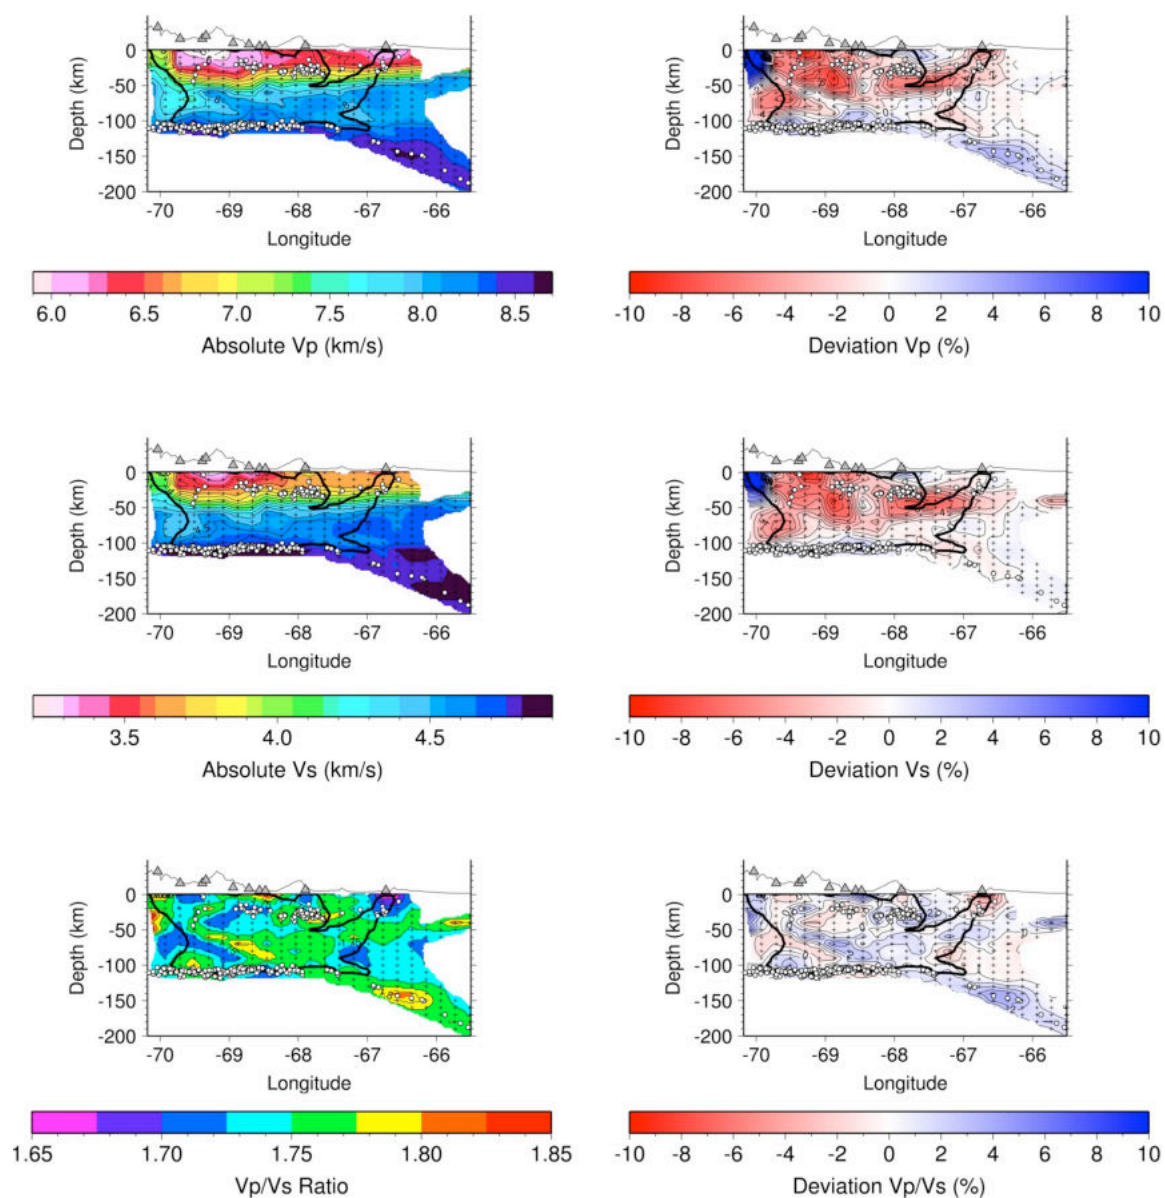 Depth (km)
0
-50
-100
-150
-200
-70 -69 -68 -67 -66
Longitude
6.0 6.5 7.0 7.5 8.0 8.5
Absolute Vp (km/s)
Depth (km)
0
-50
-100
-150
-200
-70 -69 -68 -67 -66
Longitude
-10 -8 -6 -4 -2 0 2 4 6 8 10
Deviation Vp (%)
Depth (km)
0
-50
-100
-150
-200
-70 -69 -68 -67 -66
Longitude
3.5 4.0 4.5
Absolute Vs (km/s)
Depth (km)
0
-50
-100
-150
-200
-70 -69 -68 -67 -66
Longitude
-10 -8 -6 -4 -2 0 2 4 6 8 10
Deviation Vs (%)
Depth (km)
0
-50
-100
-150
-200
-70 -69 -68 -67 -66
Longitude
1.65 1.70 1.75 1.80 1.85
Vp/Vs Ratio
Depth (km)
0
-50
-100
-150
-200
-70 -69 -68 -67 -66
Longitude
-10 -8 -6 -4 -2 0 2 4 6 8 10
Deviation Vp/Vs (%)